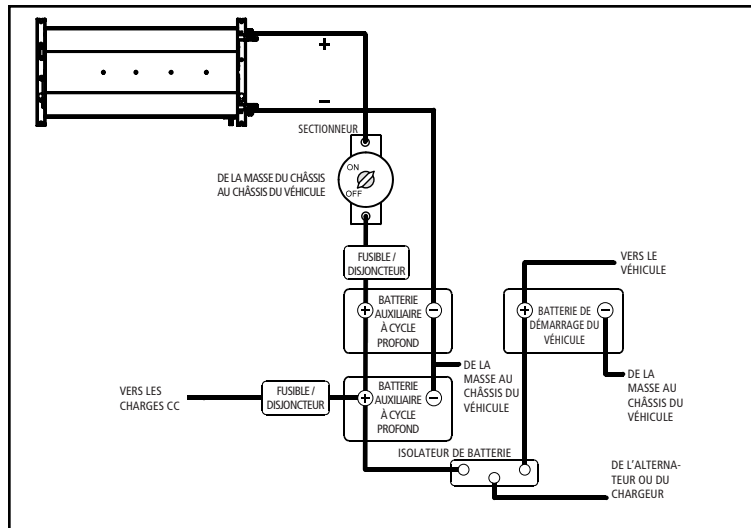 +
–
SECTIONNEUR
ON
OFF
DE LA MASSE DU CHÂSSIS
AU CHÂSSIS DU VÉHICULE
FUSIBLE /
DISJONCTEUR
VERS LE
VÉHICULE
+
BATTERIE
AUXILIAIRE
À CYCLE
PROFOND
–
+
BATTERIE DE
DÉMARRAGE DU
VÉHICULE
–
DE LA
MASSE AU
CHÂSSIS DU
VÉHICULE
DE LA
MASSE AU
CHÂSSIS DU
VÉHICULE
VERS LES
CHARGES CC
FUSIBLE /
DISJONCTEUR
+
BATTERIE
AUXILIAIRE
À CYCLE
PROFOND
–
ISOLATEUR DE BATTERIE
DE L’ALTERNA-
TEUR OU DU
CHARGEUR